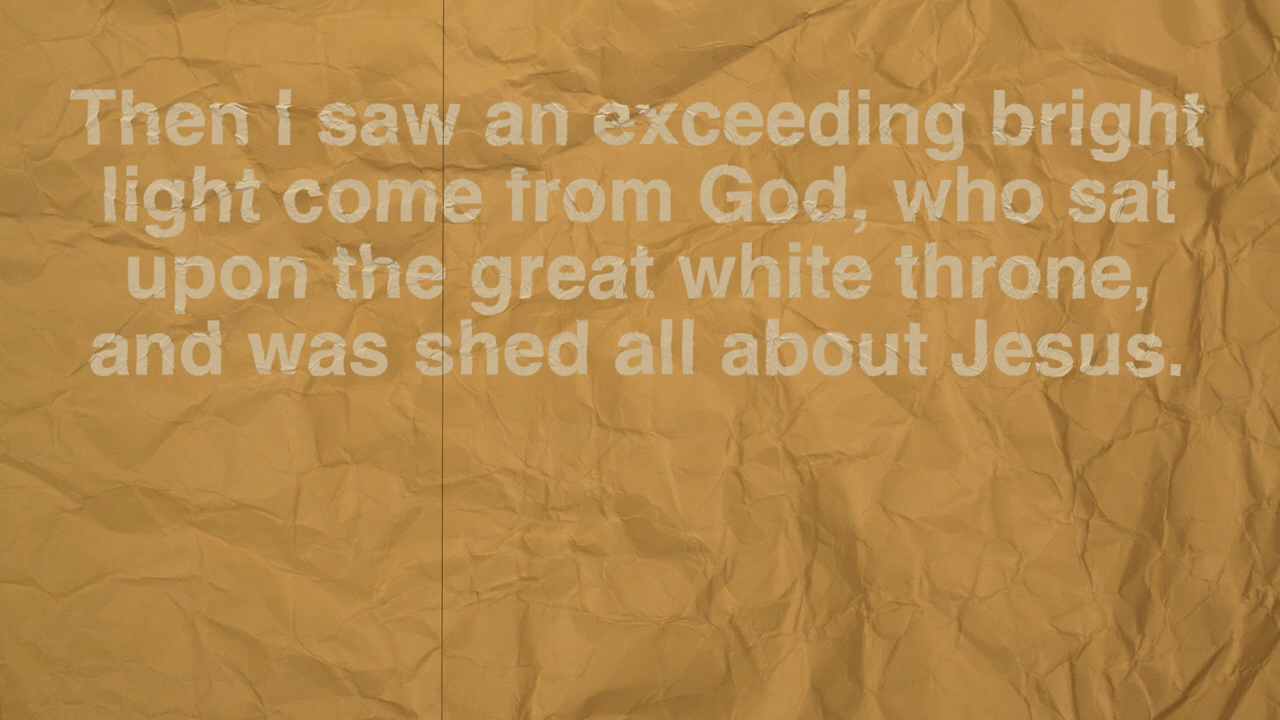 Then I saw an exceeding bright
light come from God, who sat
upon the great white throne,
and was shed all about Jesus.